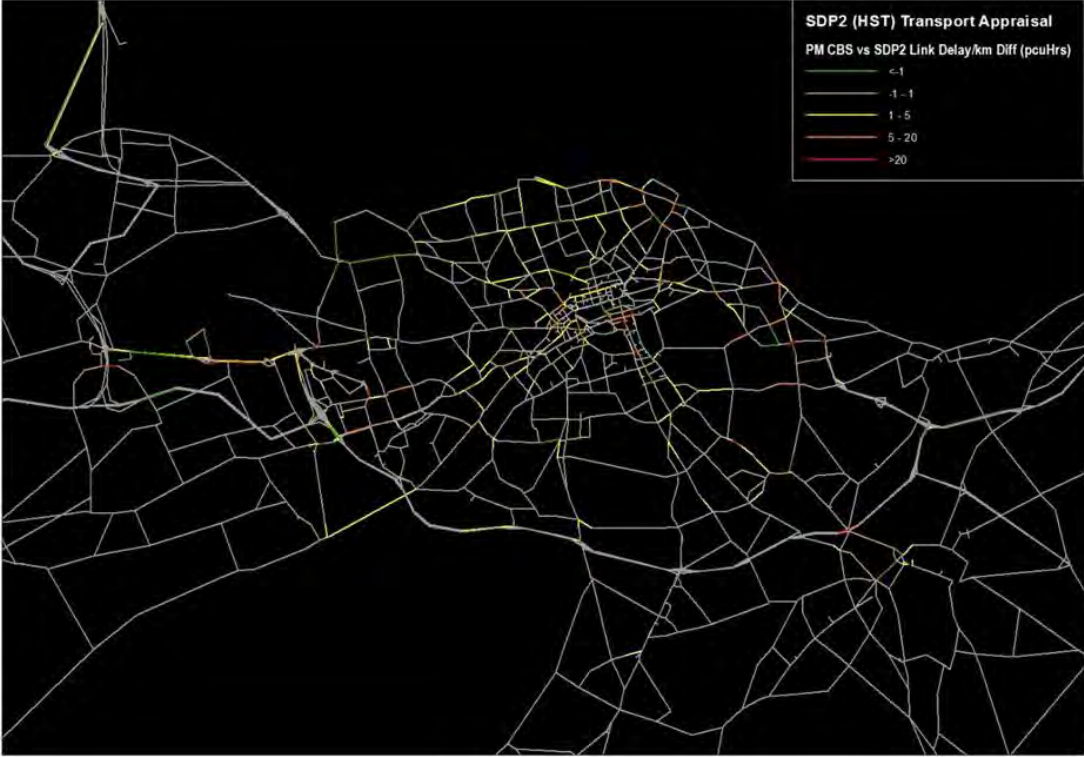 SDP2 (HST) Transport Appraisal
PM CBS vs SDP2 Link Delay/km Diff (pcuHrs)
<-1
-1 - 1
1 - 5
5 - 20
>20